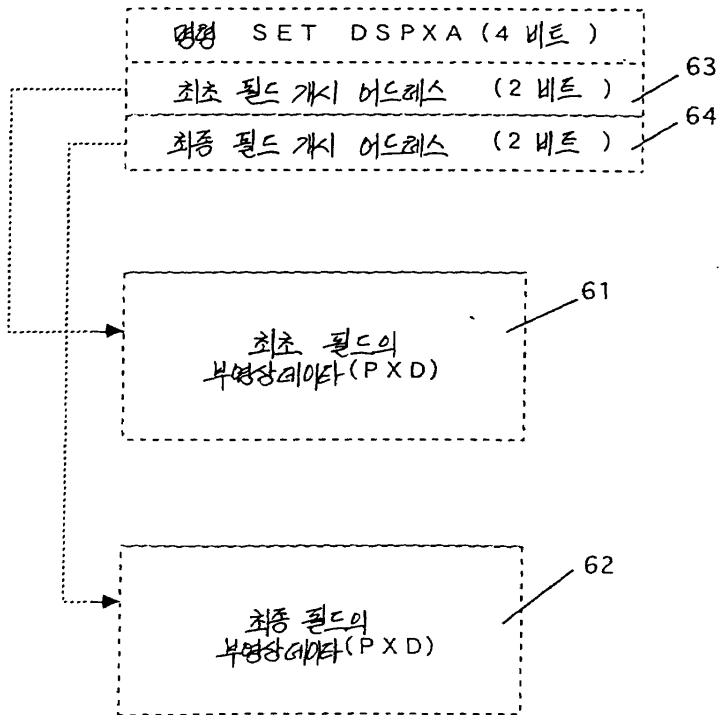 명령 SET DSPXA (4 비트)
최초 필드 개시 어드레스 (2 비트)
63
최종 필드 개시 어드레스 (2 비트)
64
61
최초 필드의
부영상데이타(PXD)
62
최종 필드의
부영상데이타(PXD)